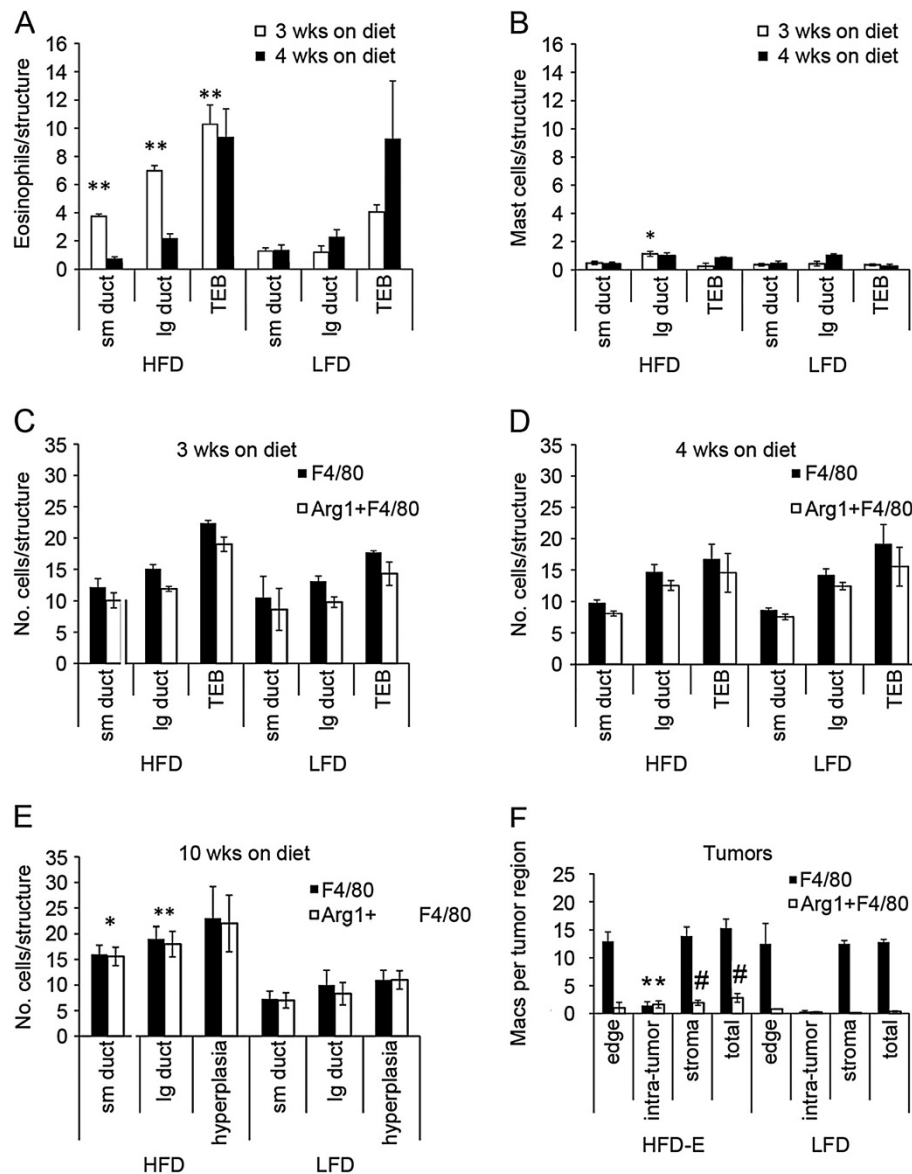 A
3 wks on diet
4 wks on diet
Eosinophils/structure
16
14
12
10
8
6
4
2
0
**
**
**
sm duct
lg duct
TEB
sm duct
lg duct
TEB
HFD
LFD
B
3 wks on diet
4 wks on diet
Mast cells/structure
16
14
12
10
8
6
4
2
0
*
sm duct
lg duct
TEB
sm duct
lg duct
TEB
HFD
LFD
C
3 wks on diet
F4/80
Arg1+F4/80
No. cells/structure
35
30
25
20
15
10
5
0
sm duct
lg duct
TEB
sm duct
lg duct
TEB
HFD
LFD
D
4 wks on diet
F4/80
Arg1+F4/80
No. cells/structure
35
30
25
20
15
10
5
0
sm duct
lg duct
TEB
sm duct
lg duct
TEB
HFD
LFD
E
10 wks on diet
F4/80
Arg1+ F4/80
No. cells/structure
35
30
25
20
15
10
5
0
*
**
sm duct
lg duct
hyperplasia
sm duct
lg duct
hyperplasia
HFD
LFD
F
Tumors
F4/80
Arg1+F4/80
Macs per tumor region
25
20
15
10
5
0
**
#
#
edge
intra-tumor
stroma
total
edge
intra-tumor
stroma
total
HFD-E
LFD